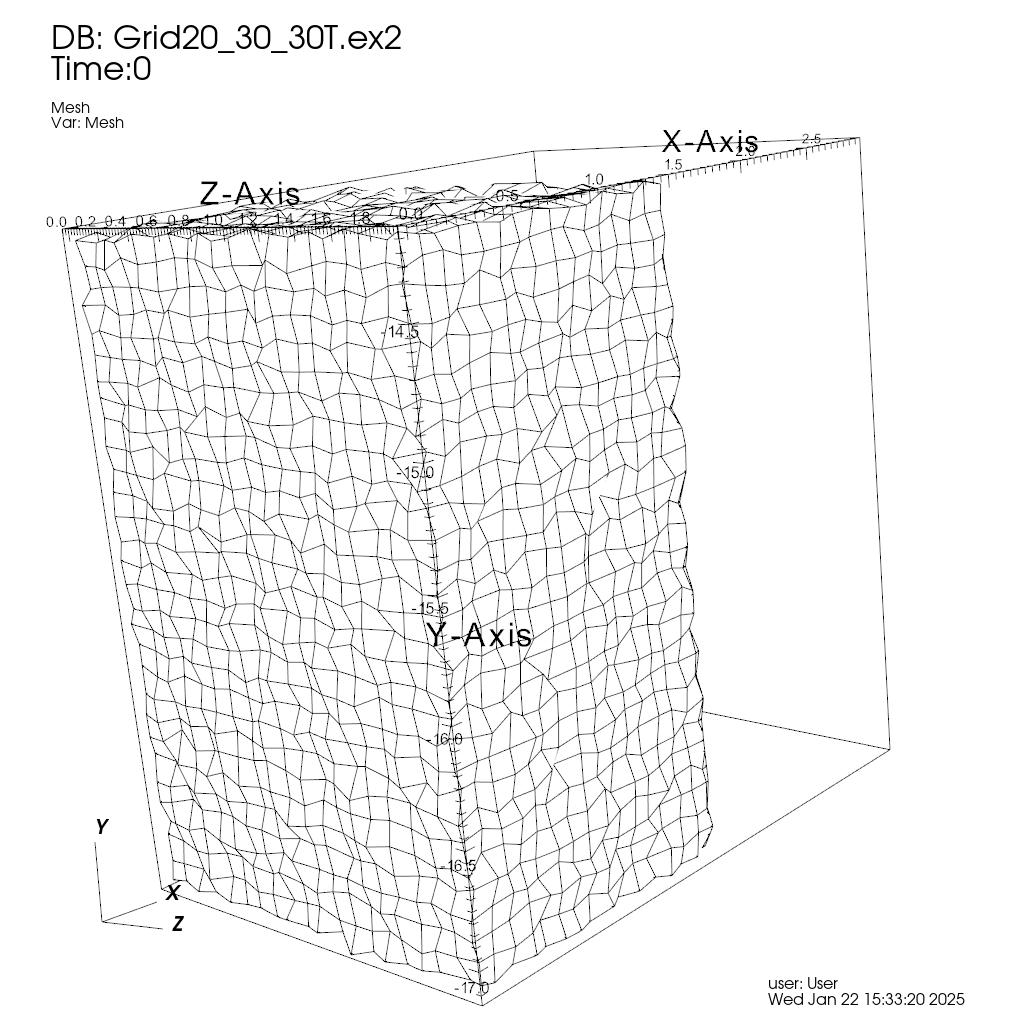 DB: Grid20_30_30T.ex2
Time:0
Mesh
Var: Mesh
X-Axis
2.5
2.0
1.5
1.0
0.5
Z-Axis
0.0 0.2 0.4 0.6 0.8 1.0 1.2 1.4 1.6 1.8 0.0
-14.5
-15.0
-15.5
Y-Axis
-16.0
-16.5
-17.0
Y
X
Z
user: User
Wed Jan 22 15:33:20 2025